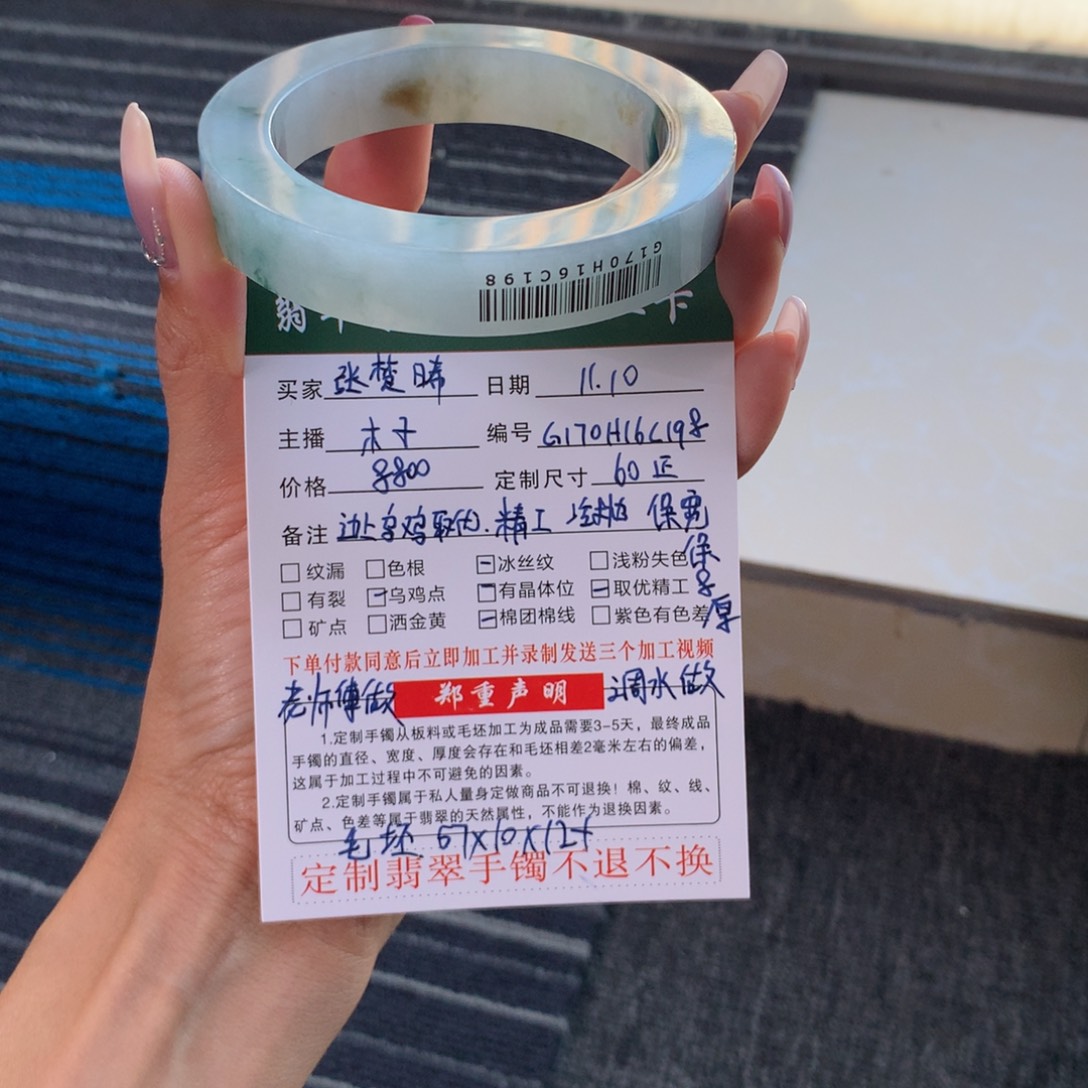 G170H16C198
翡
卡
买家 张楚晞 日期 11.10
主播 木子 编号 G170H16C198
价格 8800 定制尺寸 60正
备注 边上乌鸡取优.精工 保宽
保8厚
纹漏 色根 冰丝纹 浅粉失色
有裂 乌鸡点 有晶体位 取优精工
矿点 洒金黄 棉团棉线 紫色有色差
下单付款同意后立即加工并录制发送三个加工视频
老师傅做 郑重声明 调水做
1.定制手镯从板料或毛坯加工为成品需要3-5天，最终成品
手镯的直径、宽度、厚度会存在和毛坯相差2毫米左右的偏差，
这属于加工过程中不可避免的因素。
2.定制手镯属于私人量身定做商品不可退换！棉、纹、线、
矿点、色差等属于翡翠的天然属性，不能作为退换因素。
毛坯 67X10X12+
定制翡翠手镯不退不换